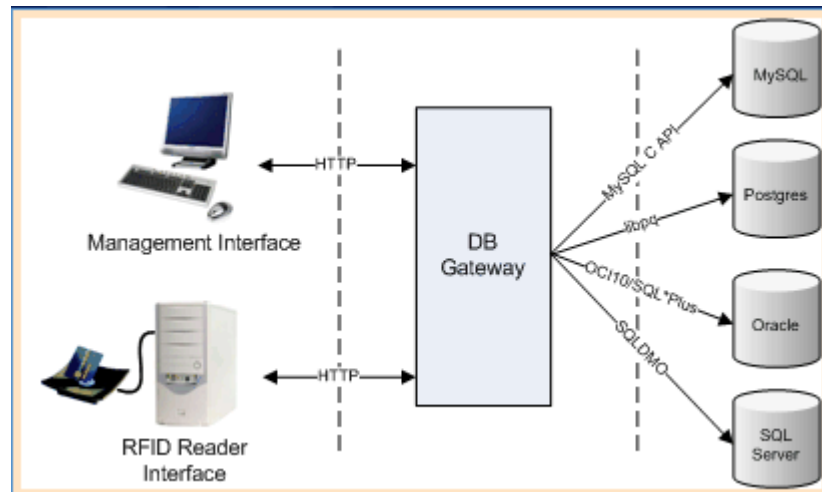 MySQL
MySQL C API
HTTP
Management Interface
DB
Gateway
libpq
Postgres
OCI10/SQL*Plus
Oracle
HTTP
SQLDMO
RFID Reader
Interface
SQL
Server